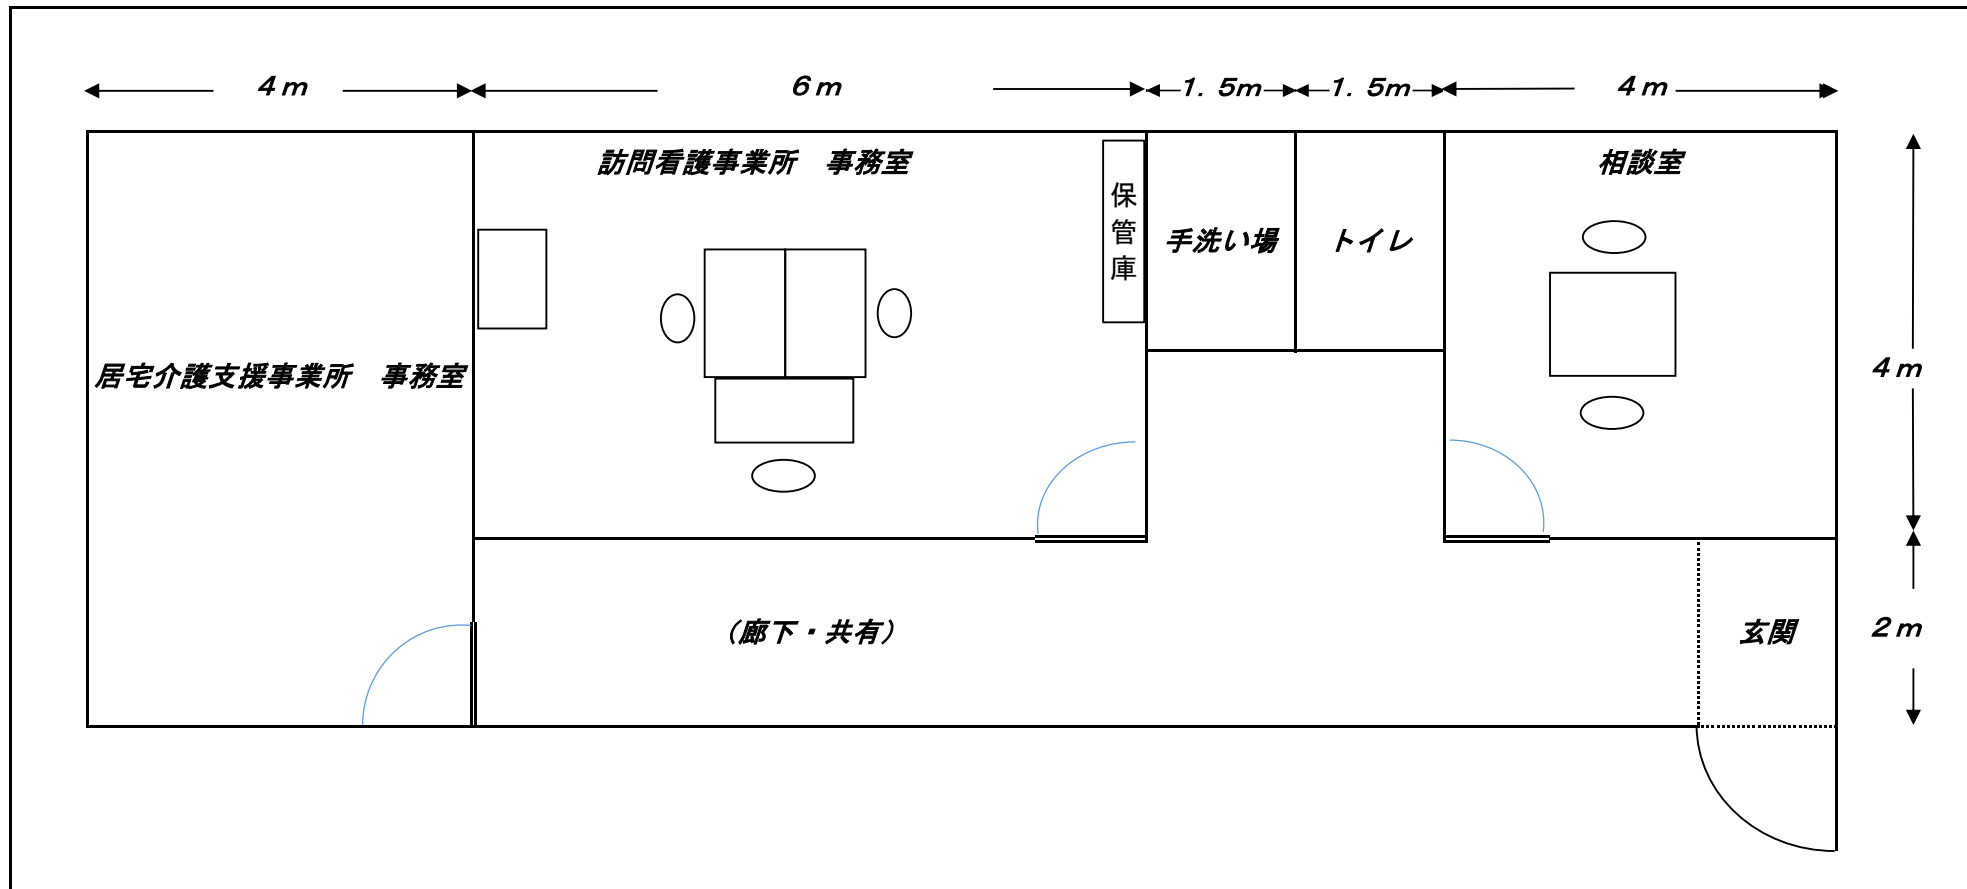 4m 6m 1．5m 1．5m 4m
訪問看護事業所　事務室
相談室
保管庫
手洗い場
トイレ
居宅介護支援事業所　事務室
4m
（廊下・共有）
玄関
2m